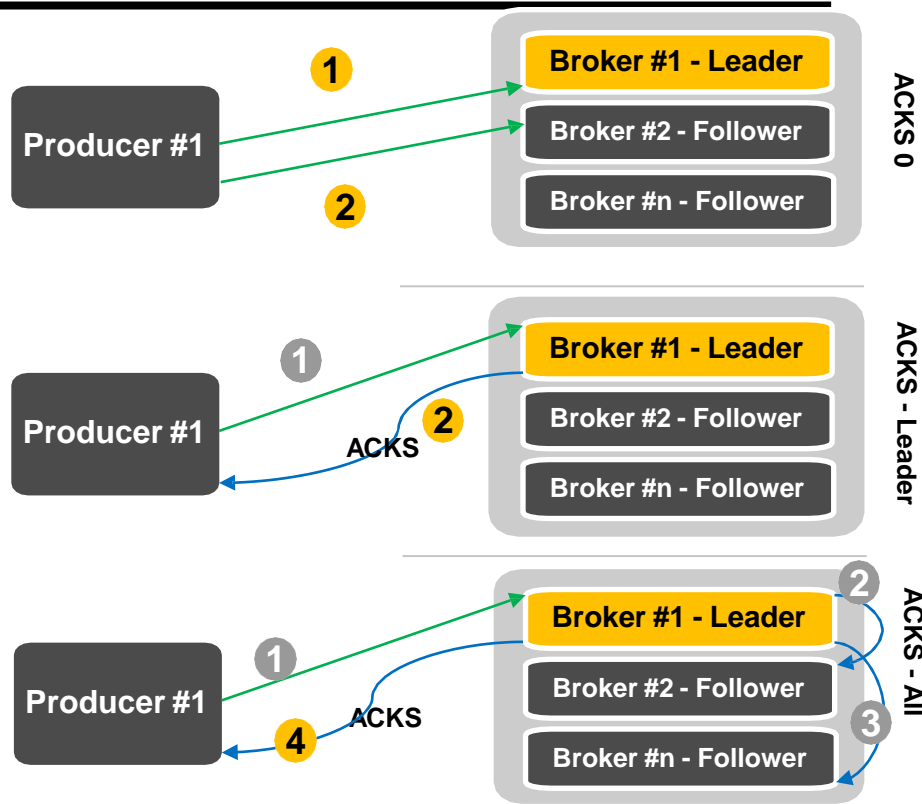 1
Broker #1 - Leader
Producer #1
Broker #2 - Follower
2
Broker #n - Follower
ACKS 0
1
Broker #1 - Leader
Producer #1
2
ACKS
Broker #2 - Follower
Broker #n - Follower
ACKS - Leader
2
Broker #1 - Leader
1
Producer #1
Broker #2 - Follower
4
ACKS
3
Broker #n - Follower
ACKS - All